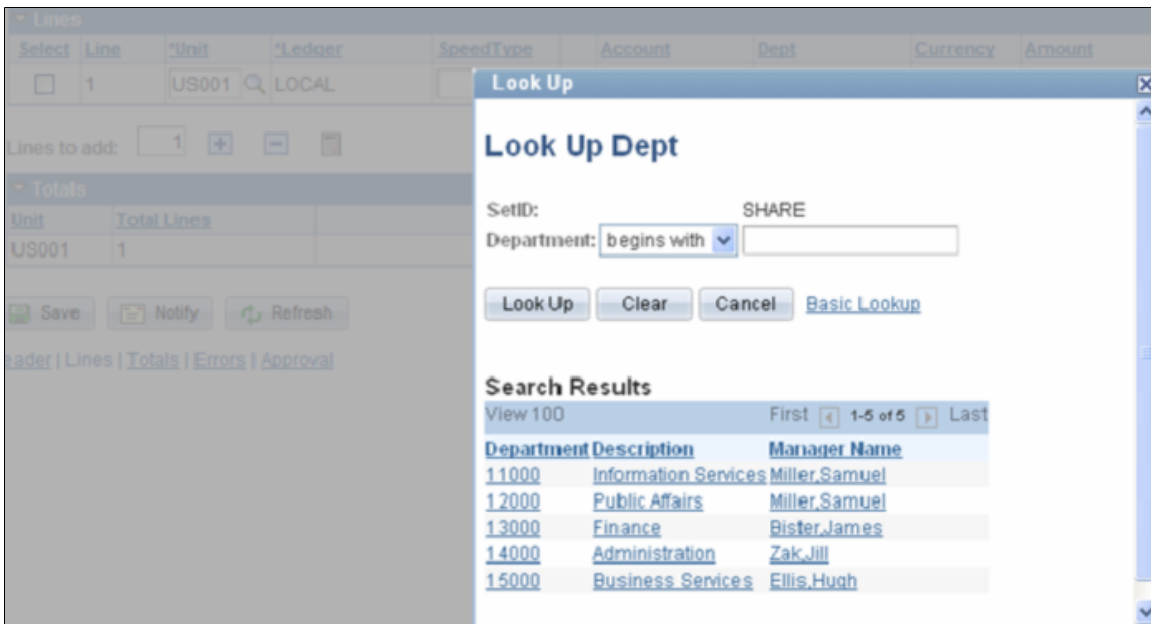 Lines
Select Line *Unit *Ledger SpeedType Account Dept Currency Amount
1 US001 LOCAL
Lines to add: 1
Totals
Unit Total Lines
US001 1
Save Notify Refresh
eader | Lines | Totals | Errors | Approval
Look Up
Look Up Dept
SetID: SHARE
Department: begins with
Look Up Clear Cancel Basic Lookup
Search Results
View 100 First 1-5 of 5 Last
Department Description Manager Name
11000 Information Services Miller,Samuel
12000 Public Affairs Miller,Samuel
13000 Finance Bister,James
14000 Administration Zak,Jill
15000 Business Services Ellis,Hugh